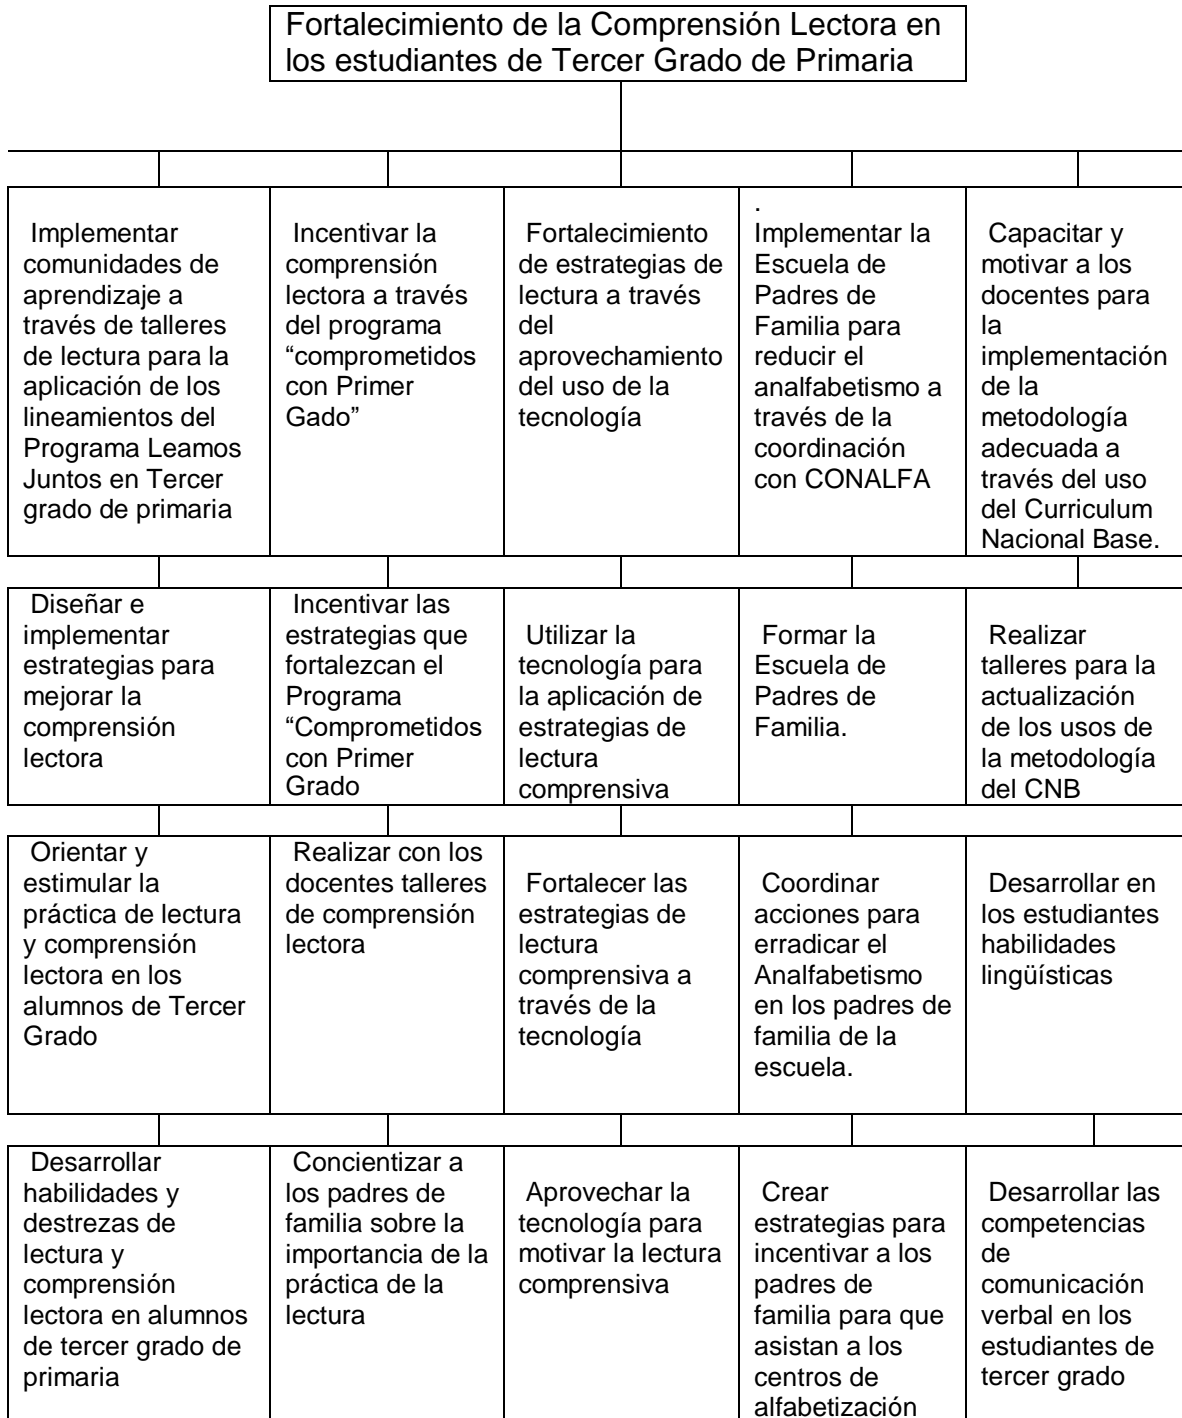 Fortalecimiento de la Comprensión Lectora en
los estudiantes de Tercer Grado de Primaria
Implementar
comunidades de
aprendizaje a
través de talleres
de lectura para la
aplicación de los
lineamientos del
Programa Leamos
Juntos en Tercer
grado de primaria
Incentivar la
comprensión
lectora a través
del programa
“comprometidos
con Primer
Gado”
Fortalecimiento
de estrategias de
lectura a través
del
aprovechamiento
del uso de la
tecnología
.
Implementar la
Escuela de
Padres de
Familia para
reducir el
analfabetismo a
través de la
coordinación
con CONALFA
Capacitar y
motivar a los
docentes para
la
implementación
de la
metodología
adecuada a
través del uso
del Curriculum
Nacional Base.
Diseñar e
implementar
estrategias para
mejorar la
comprensión
lectora
Incentivar las
estrategias que
fortalezcan el
Programa
“Comprometidos
con Primer
Grado
Utilizar la
tecnología para
la aplicación de
estrategias de
lectura
comprensiva
Formar la
Escuela de
Padres de
Familia.
Realizar
talleres para la
actualización
de los usos de
la metodología
del CNB
Orientar y
estimular la
práctica de lectura
y comprensión
lectora en los
alumnos de Tercer
Grado
Realizar con los
docentes talleres
de comprensión
lectora
Fortalecer las
estrategias de
lectura
comprensiva a
través de la
tecnología
Coordinar
acciones para
erradicar el
Analfabetismo
en los padres de
familia de la
escuela.
Desarrollar en
los estudiantes
habilidades
lingüísticas
Desarrollar
habilidades y
destrezas de
lectura y
comprensión
lectora en alumnos
de tercer grado de
primaria
Concientizar a
los padres de
familia sobre la
importancia de la
práctica de la
lectura
Aprovechar la
tecnología para
motivar la lectura
comprensiva
Crear
estrategias para
incentivar a los
padres de
familia para que
asistan a los
centros de
alfabetización
Desarrollar las
competencias
de
comunicación
verbal en los
estudiantes de
tercer grado